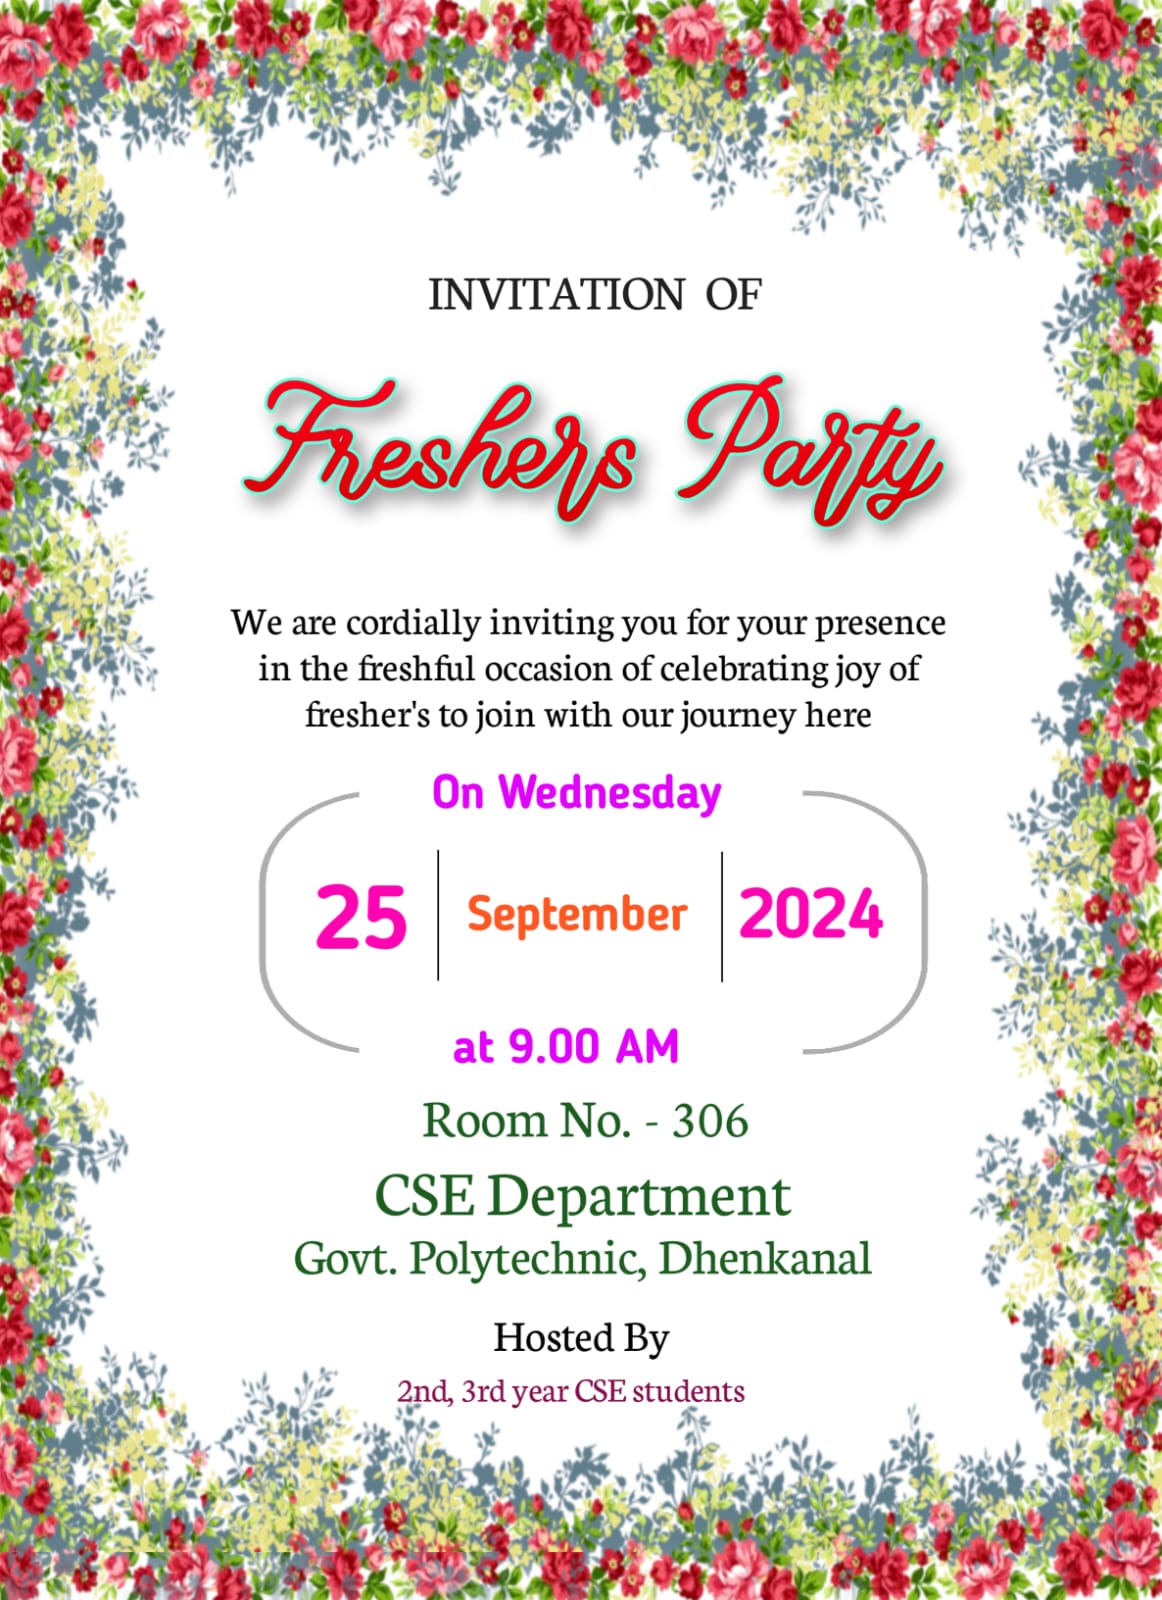 INVITATION OF
Freshers Party
We are cordially inviting you for your presence
in the freshful occasion of celebrating joy of
fresher's to join with our journey here
On Wednesday
25 September 2024
at 9.00 AM
Room No. - 306
CSE Department
Govt. Polytechnic, Dhenkanal
Hosted By
2nd, 3rd year CSE students